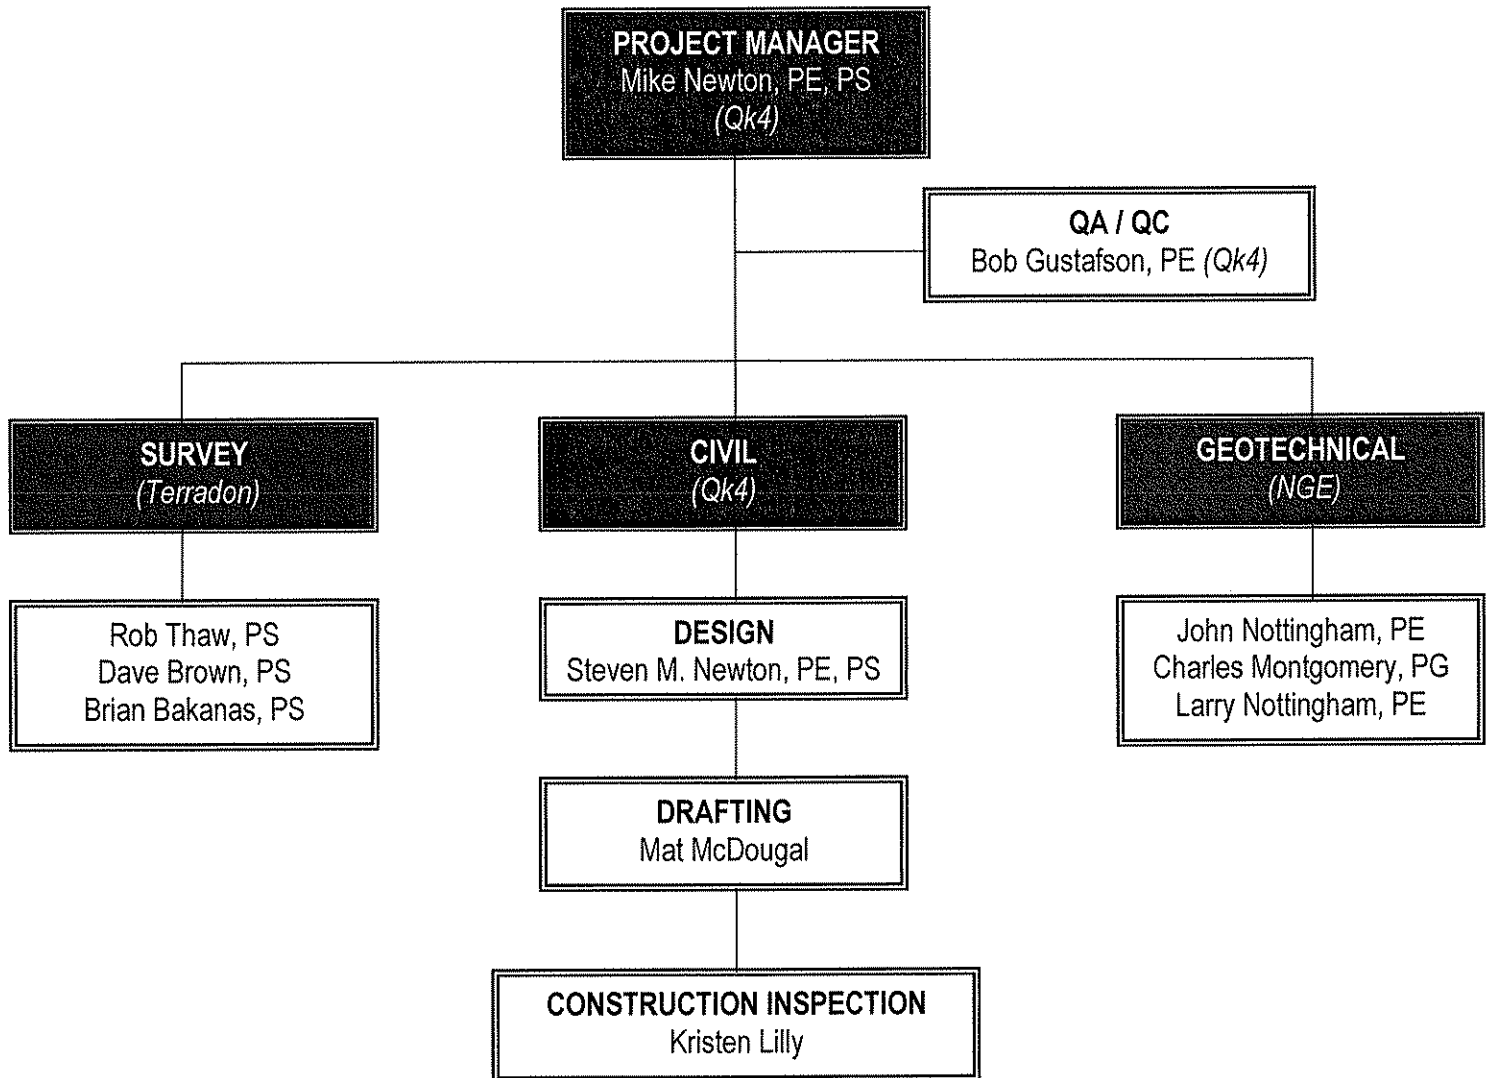 PROJECT MANAGER
Mike Newton, PE, PS
(Qk4)
QA / QC
Bob Gustafson, PE (Qk4)
SURVEY
(Terradon)
Rob Thaw, PS
Dave Brown, PS
Brian Bakanas, PS
CIVIL
(Qk4)
DESIGN
Steven M. Newton, PE, PS
DRAFTING
Mat McDougal
CONSTRUCTION INSPECTION
Kristen Lilly
GEOTECHNICAL
(NGE)
John Nottingham, PE
Charles Montgomery, PG
Larry Nottingham, PE